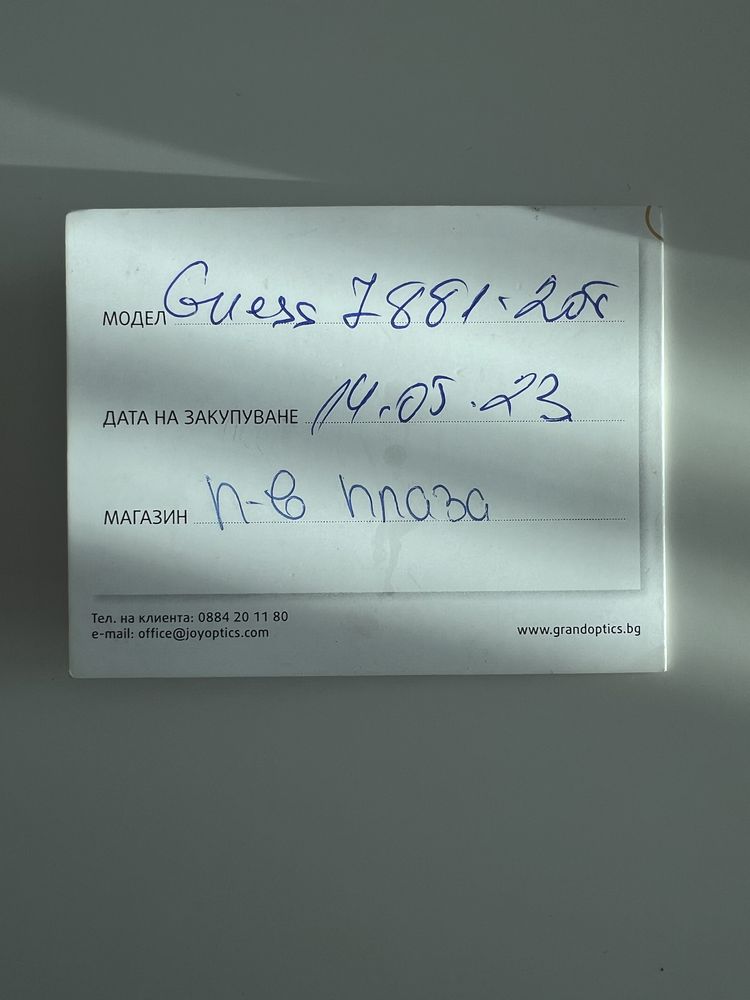 МОДЕЛ Guess 7881-20г
ДАТА НА ЗАКУПУВАНЕ 14.05.23
МАГАЗИН П-в плаза
Тел. на клиента: 0884 20 11 80
e-mail: office@joyoptics.com
www.grandoptics.bg